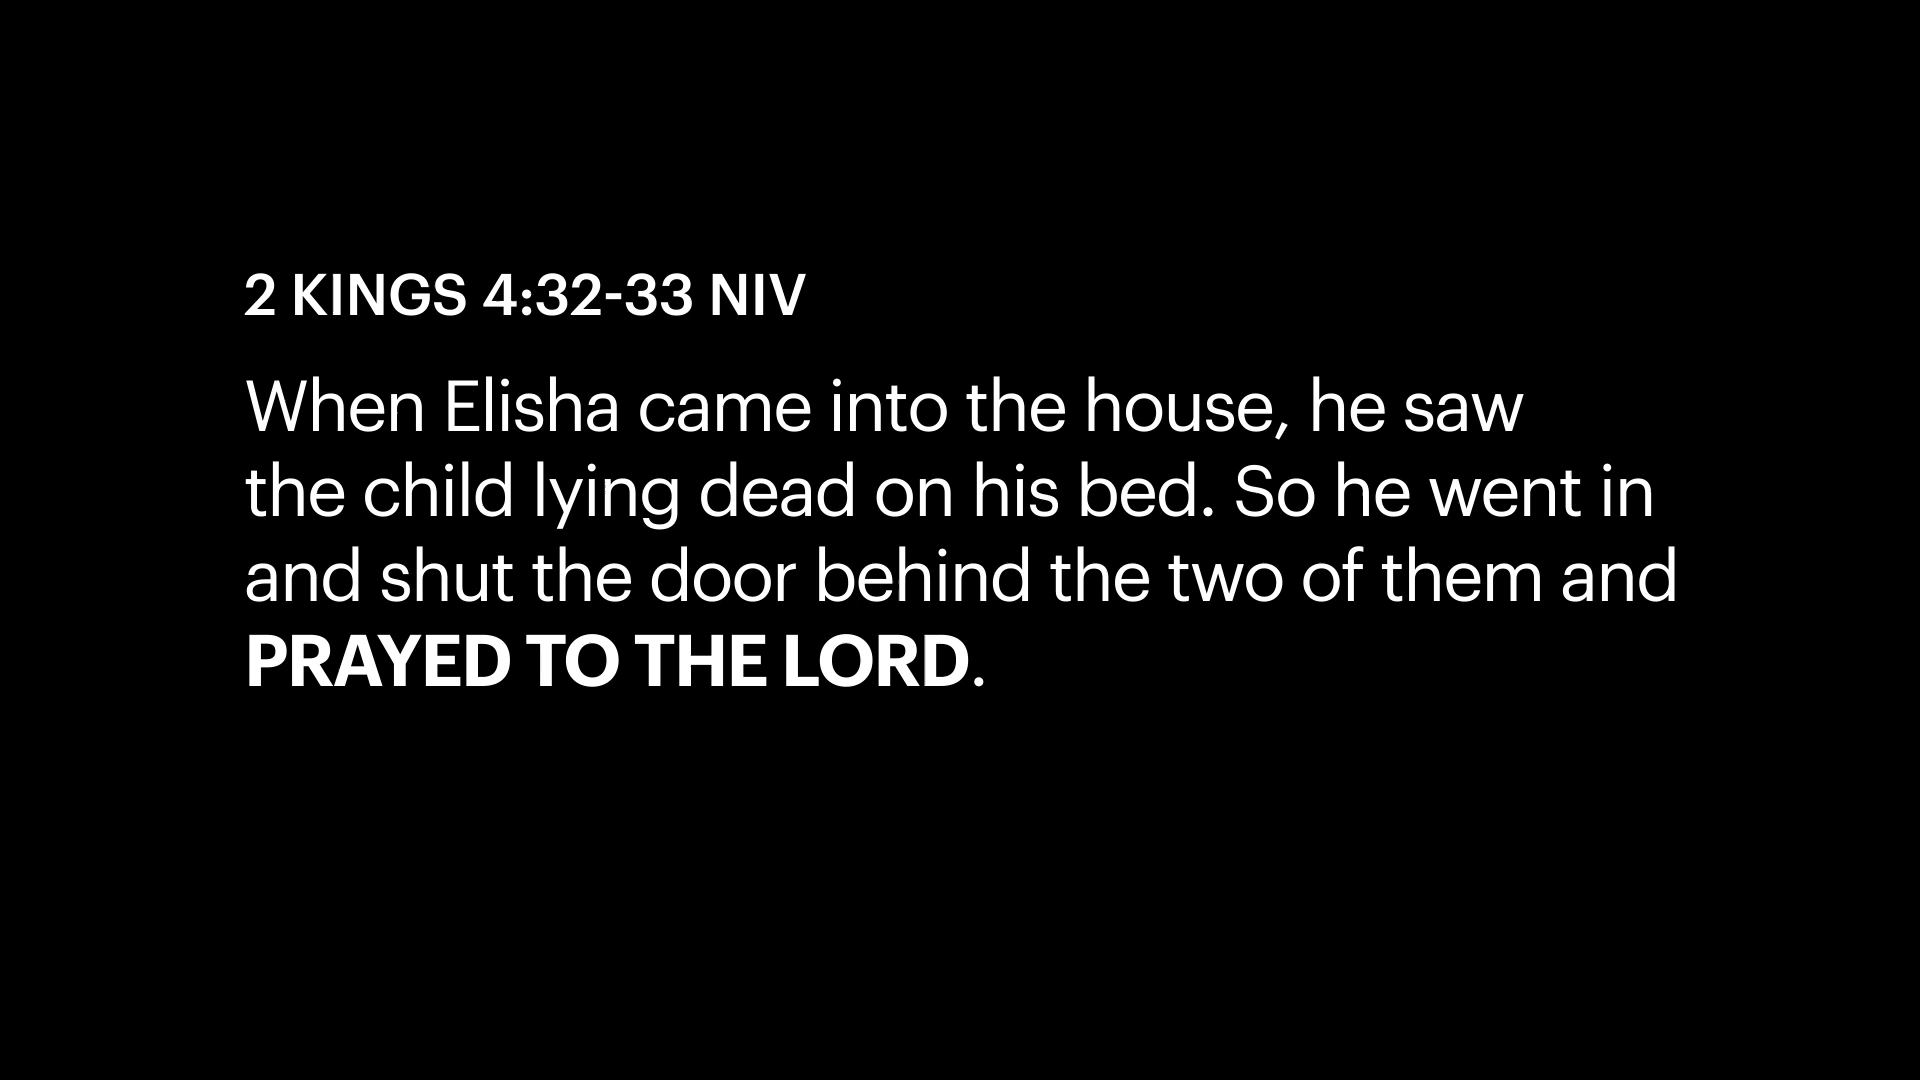 2 KINGS 4:32-33 NIV
When Elisha came into the house, he saw
the child lying dead on his bed. So he went in
and shut the door behind the two of them and
PRAYED TO THE LORD.